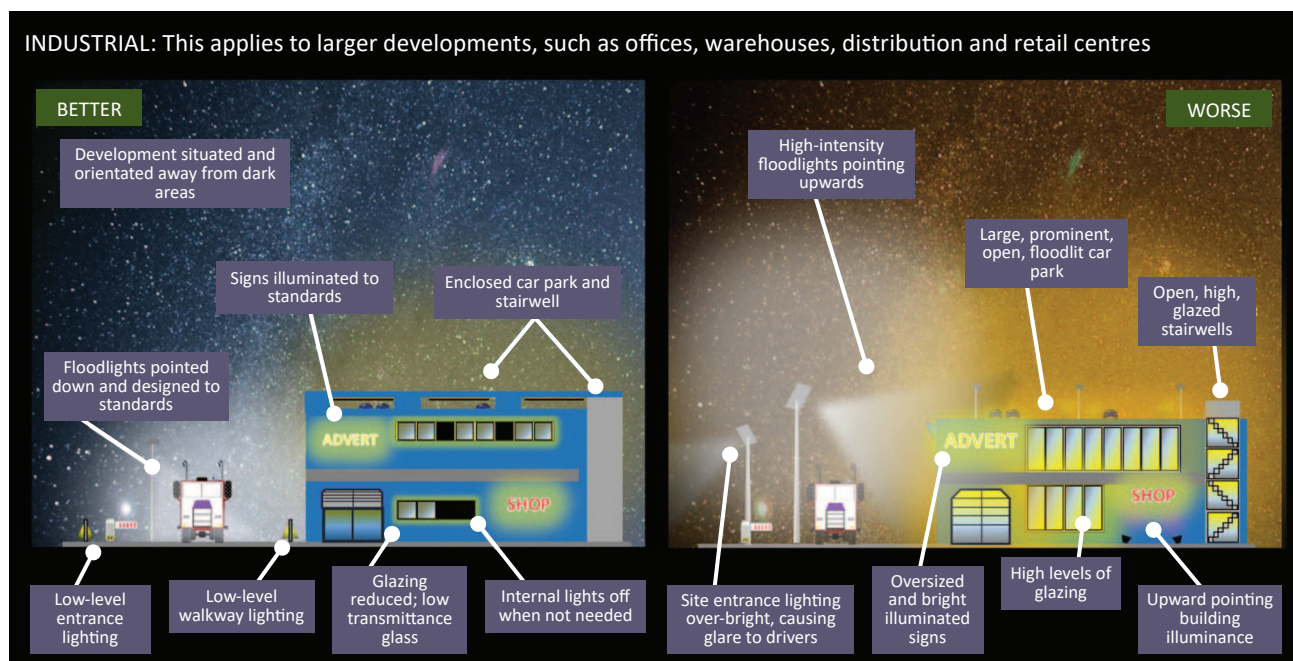 INDUSTRIAL: This applies to larger developments, such as offices, warehouses, distribution and retail centres
BETTER
Development situated and
orientated away from dark
areas
Signs illuminated to
standards
Enclosed car park and
stairwell
Floodlights pointed
down and designed to
standards
ADVERT
SHOP
Low-level
entrance
lighting
Low-level
walkway lighting
Glazing
reduced; low
transmittance
glass
Internal lights off
when not needed
WORSE
High-intensity
floodlights pointing
upwards
Large, prominent,
open, floodlit car
park
Open, high,
glazed
stairwells
ADVERT
SHOP
Site entrance lighting
over-bright, causing
glare to drivers
Oversized
and bright
illuminated
signs
High levels of
glazing
Upward pointing
building
illuminance